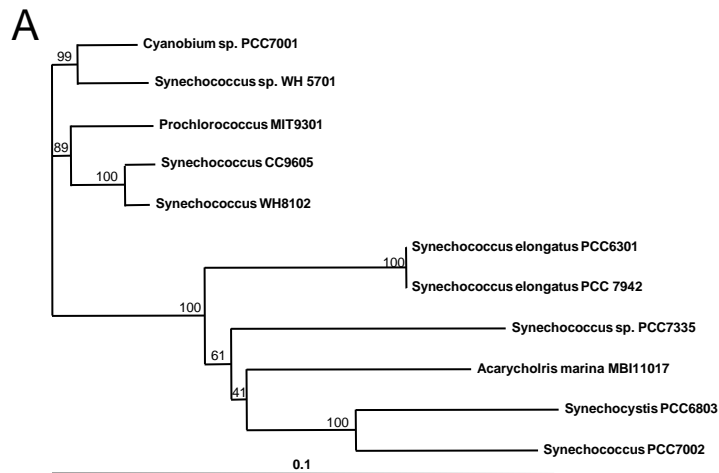 A
Cyanobium sp. PCC7001
99
Synechococcus sp. WH 5701
Prochlorococcus MIT9301
89
Synechococcus CC9605
100
Synechococcus WH8102
Synechococcus elongatus PCC6301
100
Synechococcus elongatus PCC 7942
100
Synechococcus sp. PCC7335
61
Acarycholris marina MBI11017
41
Synechocystis PCC6803
100
Synechococcus PCC7002
0.1